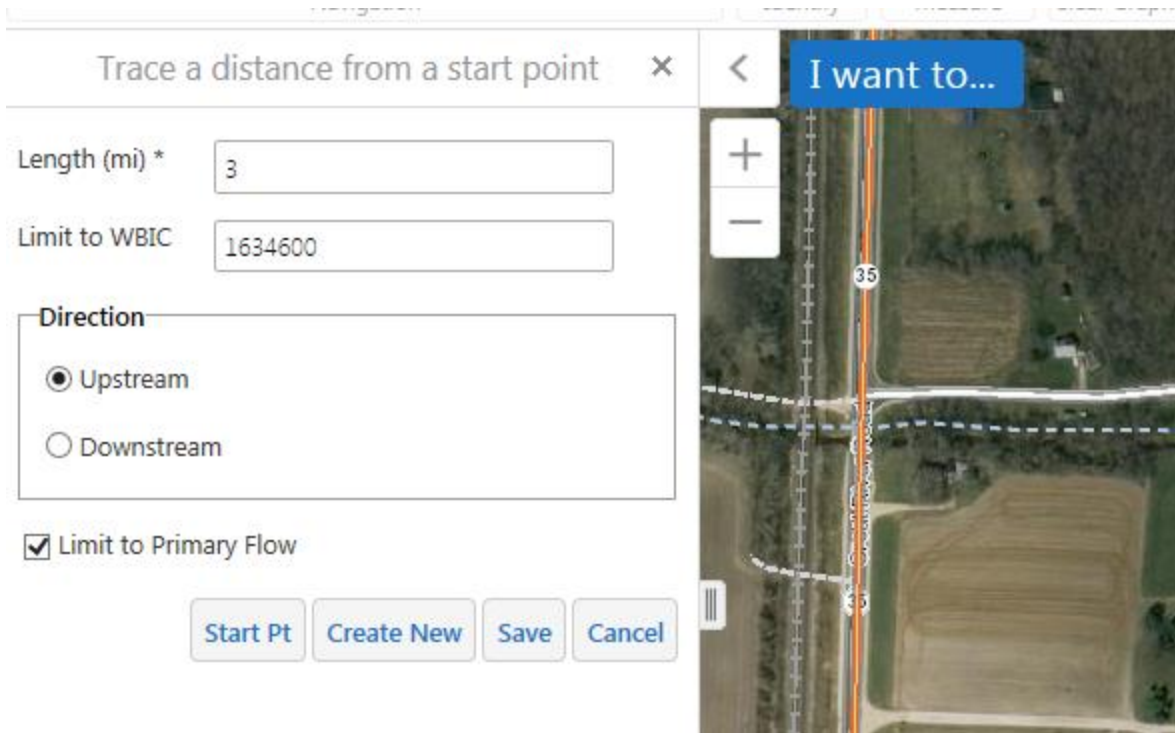 Trace a distance from a start point ×
I want to...
Length (mi) *
3
Limit to WBIC
1634600
Direction
Upstream
Downstream
Limit to Primary Flow
Start Pt
Create New
Save
Cancel
35